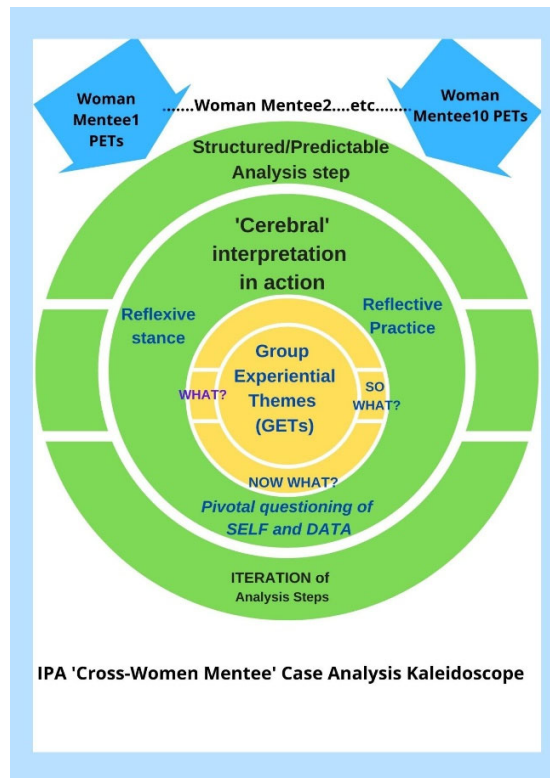 Woman
Mentee1
PETs
.......Woman Mentee2....etc........
Woman
Mentee10 PETs
Structured/Predictable
Analysis step
'Cerebral'
interpretation
in action
Reflexive
stance
Reflective
Practice
Group
Experiential
Themes
(GETs)
WHAT?
SO
WHAT?
NOW WHAT?
Pivotal questioning of
SELF and DATA
ITERATION of
Analysis Steps
IPA 'Cross-Women Mentee' Case Analysis Kaleidoscope